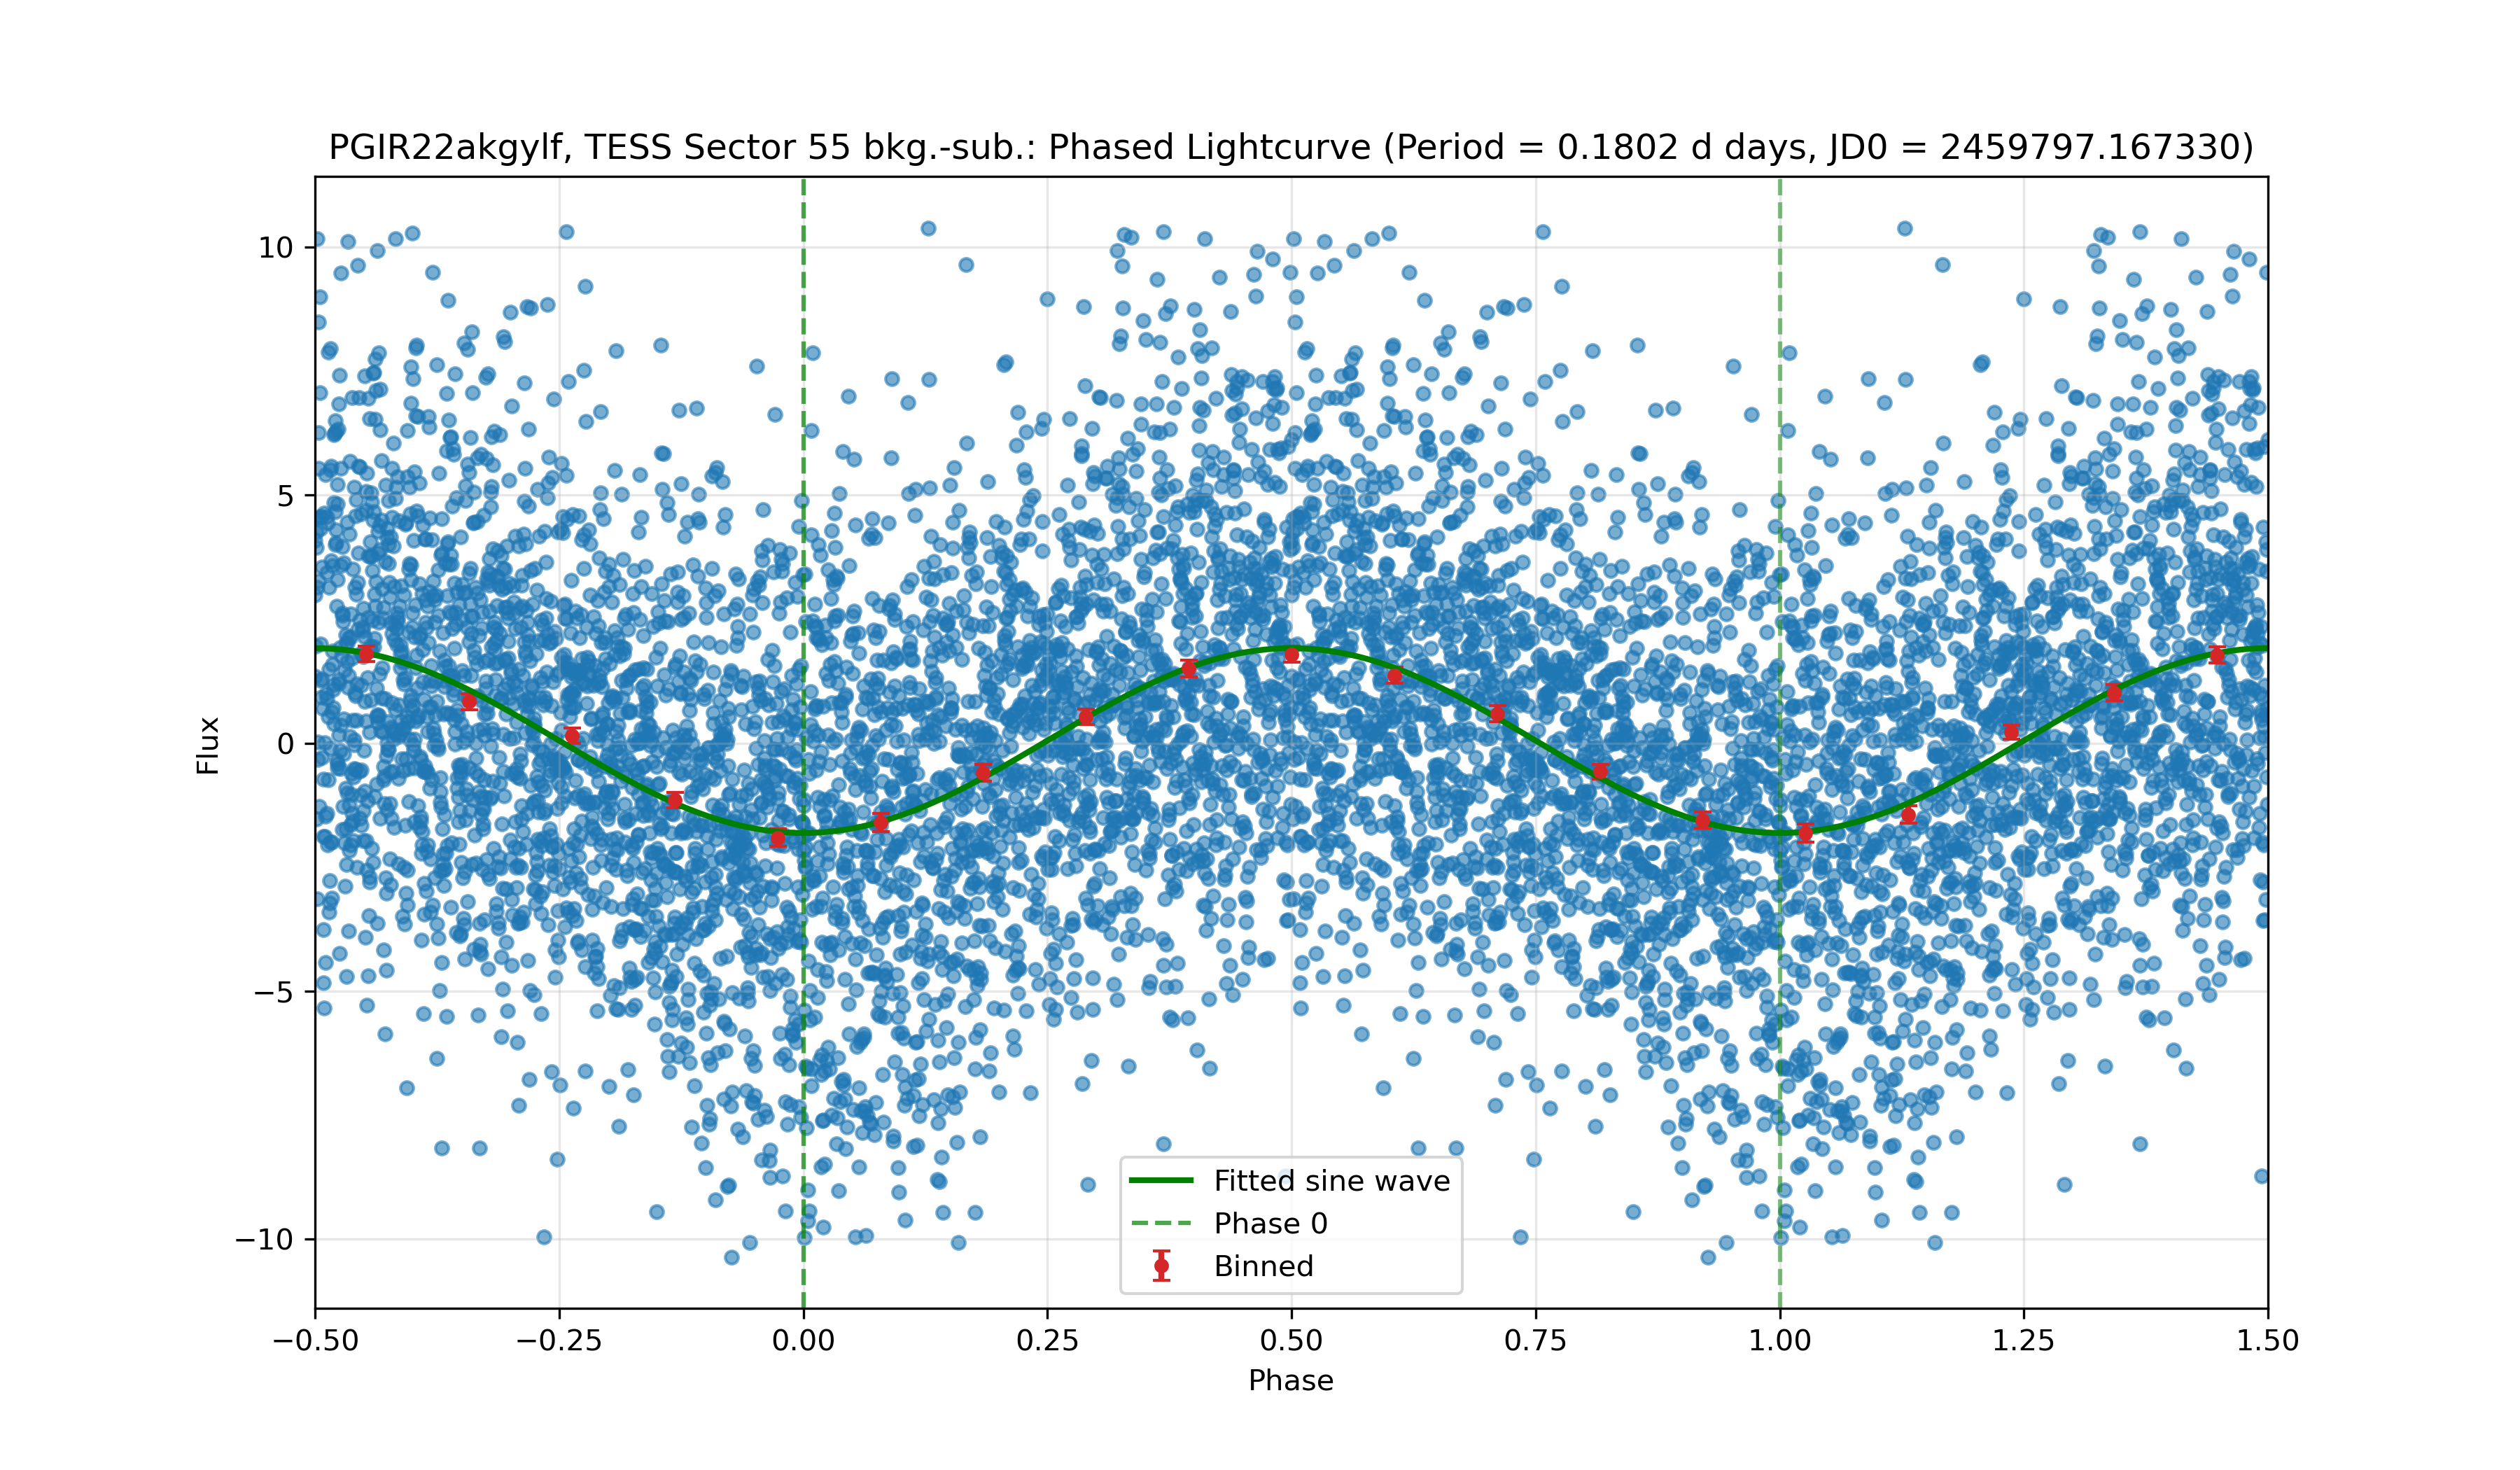 PGIR22akgylf, TESS Sector 55 bkg.-sub.: Phased Lightcurve (Period = 0.1802 d days, JD0 = 2459797.167330)
10
5
0
−5
−10
Flux
Fitted sine wave
Phase 0
Binned
−0.50 −0.25 0.00 0.25 0.50 0.75 1.00 1.25 1.50
Phase